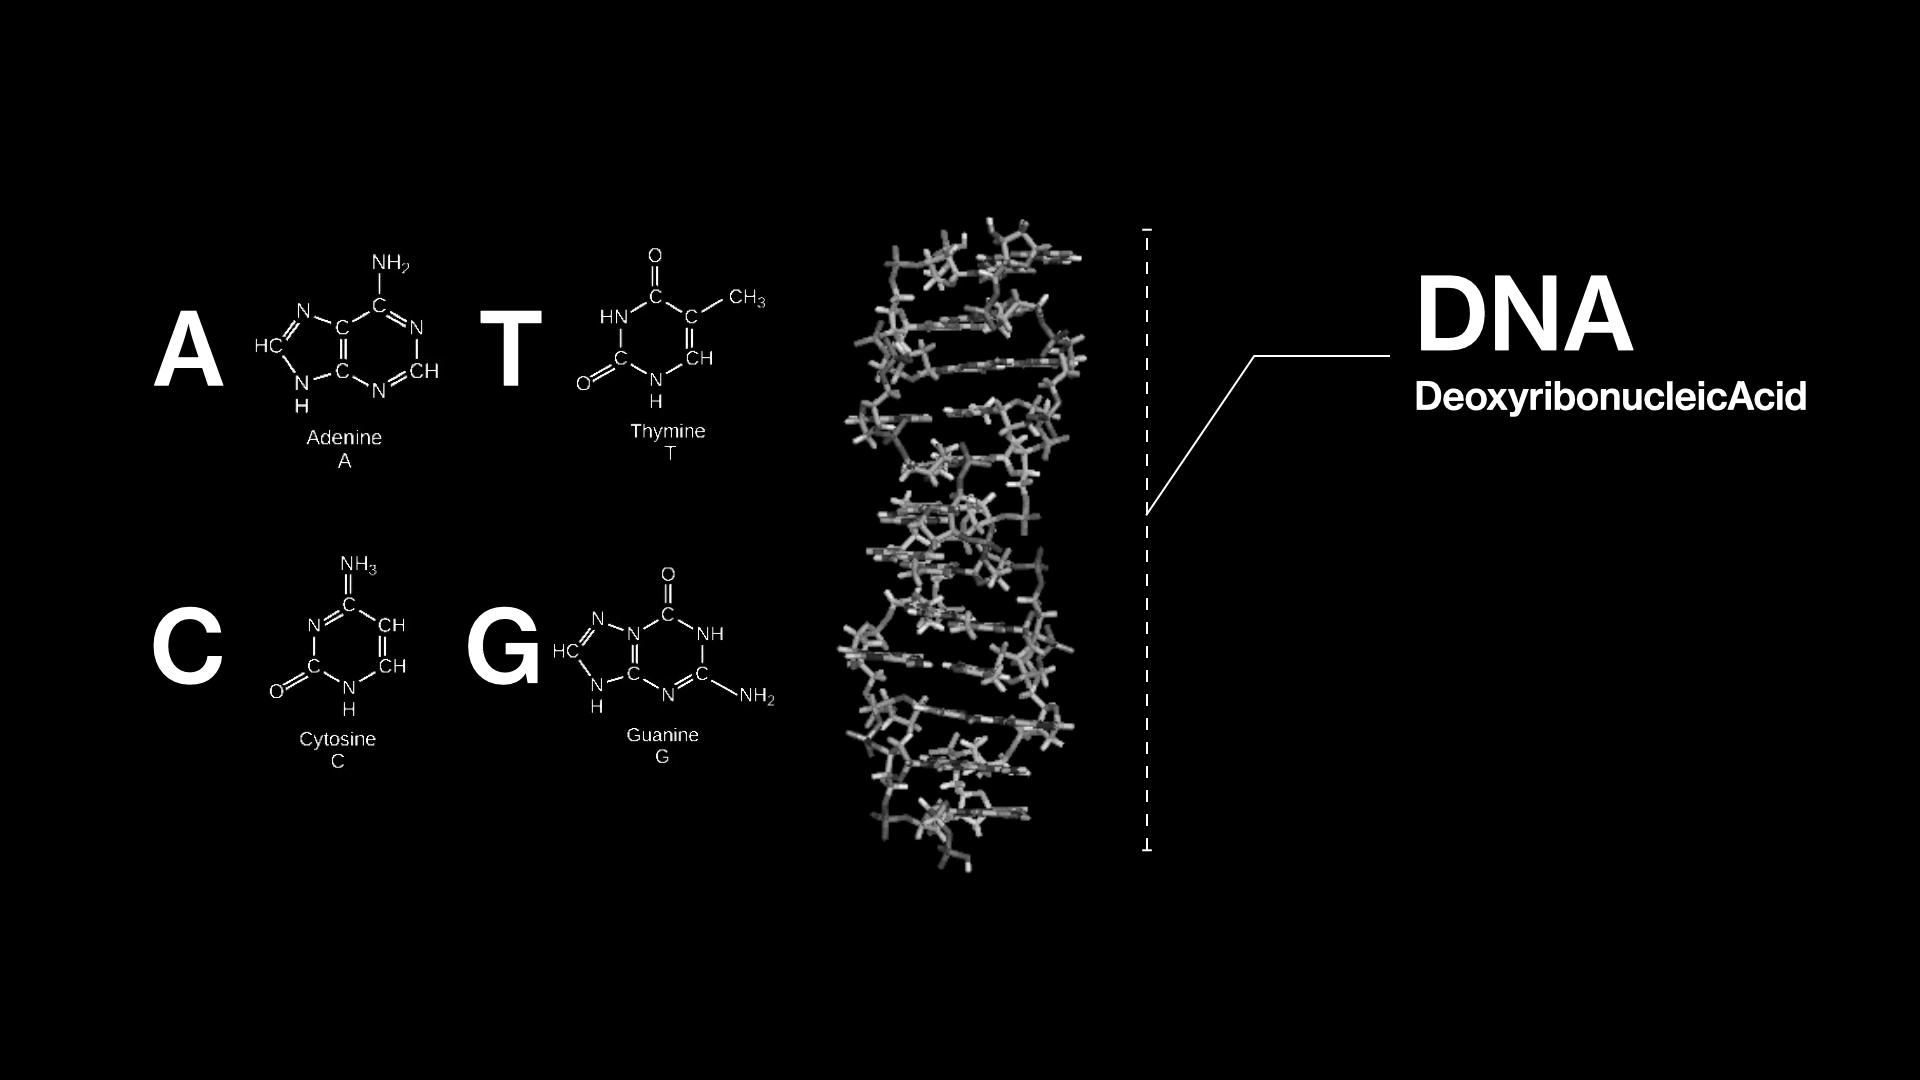 A
NH2
N
C
C
N
HC
C
CH
N
N
H
Adenine
A
T
O
C
CH3
HN
C
C
CH
O
N
H
Thymine
T
C
NH3
C
N
CH
C
CH
O
N
H
Cytosine
C
G
O
C
N
N
NH
HC
C
C
N
N
NH2
H
Guanine
G
DNA
DeoxyribonucleicAcid